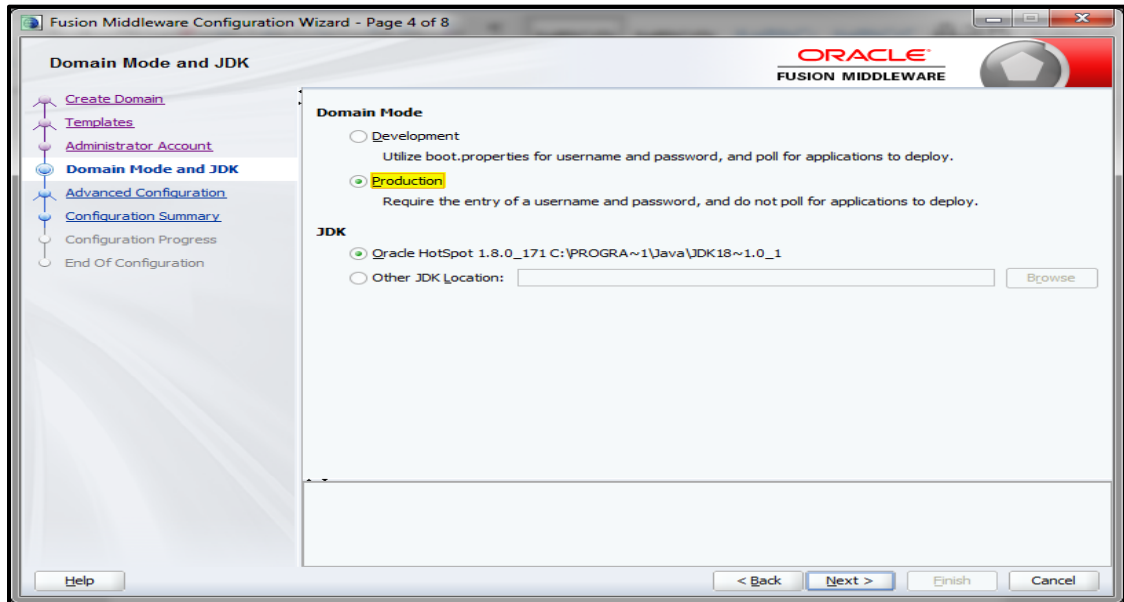 Fusion Middleware Configuration Wizard - Page 4 of 8
Domain Mode and JDK
ORACLE
FUSION MIDDLEWARE
Create Domain
Templates
Administrator Account
Domain Mode and JDK
Advanced Configuration
Configuration Summary
Configuration Progress
End Of Configuration
Domain Mode
Development
Utilize boot.properties for username and password, and poll for applications to deploy.
Production
Require the entry of a username and password, and do not poll for applications to deploy.
JDK
Oracle HotSpot 1.8.0_171 C:\PROGRA~1\Java\JDK18~1.0_1
Other JDK Location:
Browse
Help
< Back
Next >
Finish
Cancel